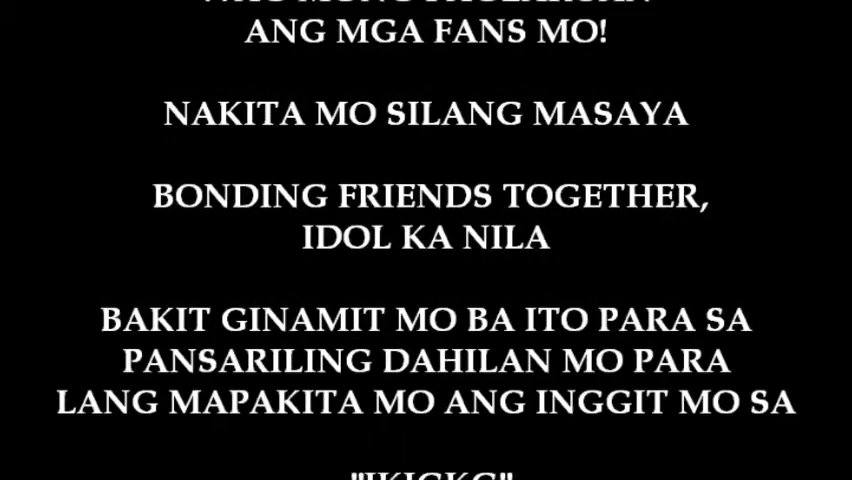 ANG MGA FANS MO!
NAKITA MO SILANG MASAYA
BONDING FRIENDS TOGETHER,
IDOL KA NILA
BAKIT GINAMIT MO BA ITO PARA SA
PANSARILING DAHILAN MO PARA
LANG MAPAKITA MO ANG INGGIT MO SA